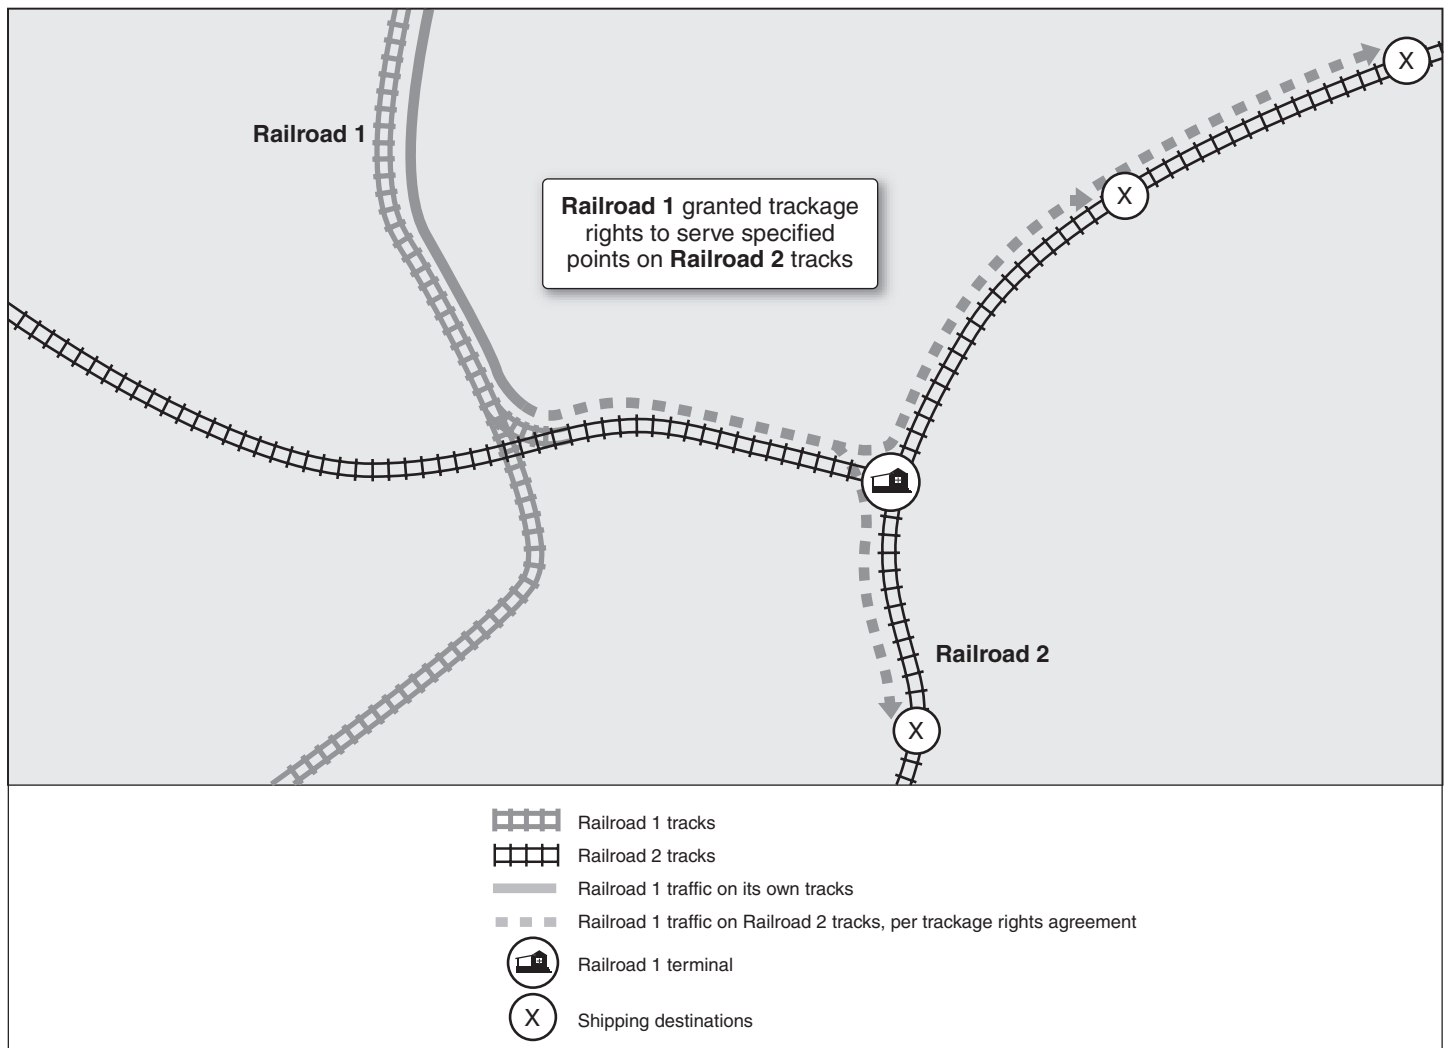 X
Railroad 1
X
Railroad 1 granted trackage
rights to serve specified
points on Railroad 2 tracks
Railroad 2
X
Railroad 1 tracks
Railroad 2 tracks
Railroad 1 traffic on its own tracks
Railroad 1 traffic on Railroad 2 tracks, per trackage rights agreement
Railroad 1 terminal
X Shipping destinations